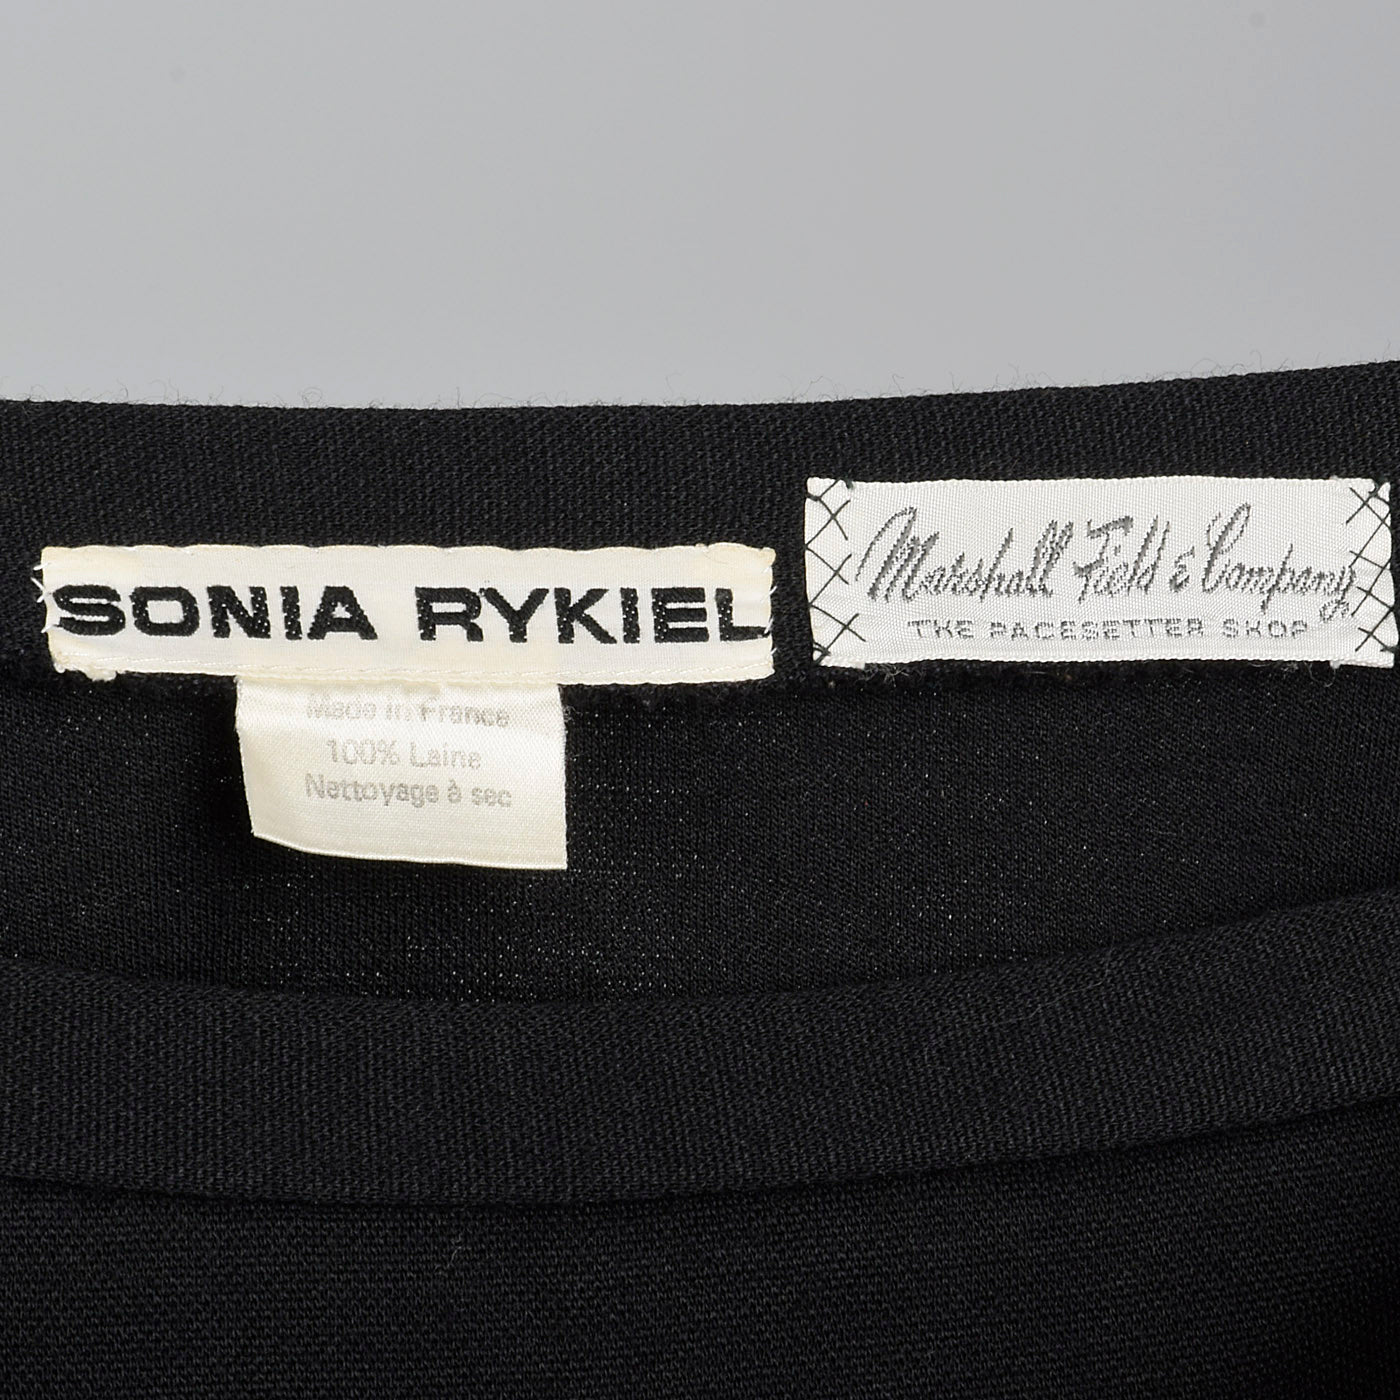 SONIA RYKIEL
Made in France
100% Laine
Nettoyage à sec
Marshall Field & Company
THE PACESETTER SHOP